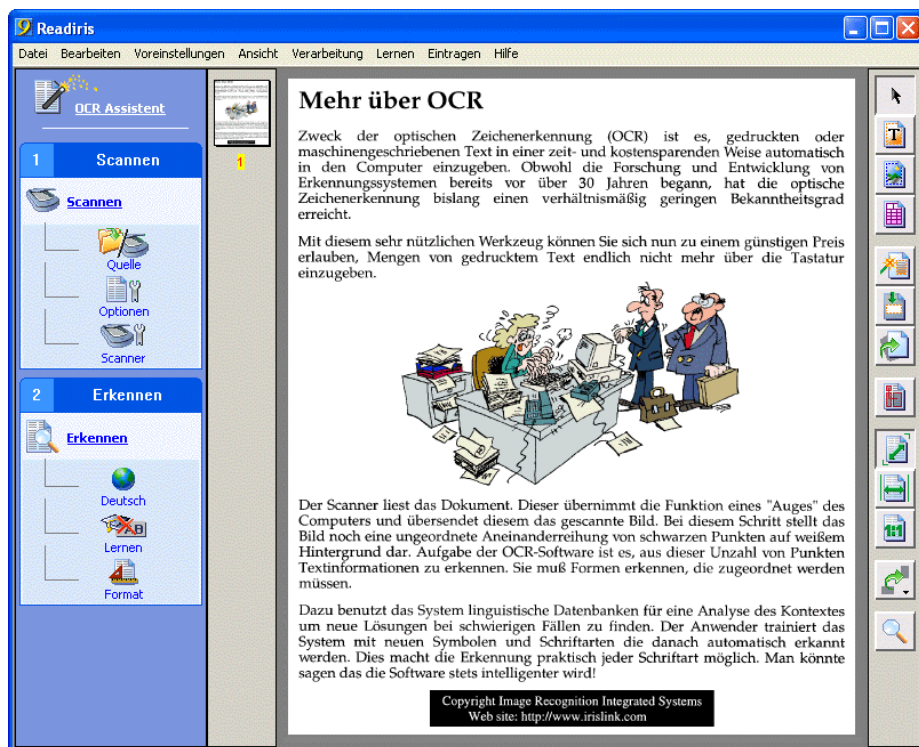 9 Readiris
Datei Bearbeiten Voreinstellungen Ansicht Verarbeitung Lernen Eintragen Hilfe
OCR Assistent
1 Scannen
Scannen
Quelle
Optionen
Scanner
2 Erkennen
Erkennen
Deutsch
Lernen
Format
1
Mehr über OCR
Zweck der optischen Zeichenerkennung (OCR) ist es, gedruckten oder
maschinengeschriebenen Text in einer zeit- und kostensparenden Weise automatisch
in den Computer einzugeben. Obwohl die Forschung und Entwicklung von
Erkennungssystemen bereits vor über 30 Jahren begann, hat die optische
Zeichenerkennung bislang einen verhältnismäßig geringen Bekanntheitsgrad
erreicht.
Mit diesem sehr nützlichen Werkzeug können Sie sich nun zu einem günstigen Preis
erlauben, Mengen von gedrucktem Text endlich nicht mehr über die Tastatur
einzugeben.
Der Scanner liest das Dokument. Dieser übernimmt die Funktion eines "Auges" des
Computers und übersendet diesem das gescannte Bild. Bei diesem Schritt stellt das
Bild noch eine ungeordnete Aneinanderreihung von schwarzen Punkten auf weißem
Hintergrund dar. Aufgabe der OCR-Software ist es, aus dieser Unzahl von Punkten
Textinformationen zu erkennen. Sie muß Formen erkennen, die zugeordnet werden
müssen.
Dazu benutzt das System linguistische Datenbanken für eine Analyse des Kontextes
um neue Lösungen bei schwierigen Fällen zu finden. Der Anwender trainiert das
System mit neuen Symbolen und Schriftarten die danach automatisch erkannt
werden. Dies macht die Erkennung praktisch jeder Schriftart möglich. Man könnte
sagen das die Software stets intelligenter wird!
Copyright Image Recognition Integrated Systems
Web site: http://www.irislink.com
T
1:1